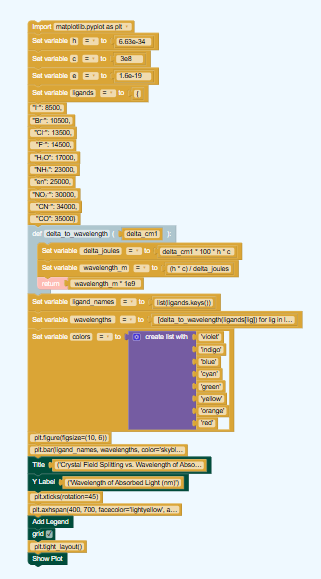 import matplotlib.pyplot as plt
Set variable h = to 6.63e-34
Set variable c = to 3e8
Set variable e = to 1.6e-19
Set variable ligands = to {
"I⁻": 8500,
"Br⁻": 10500,
"Cl⁻": 13500,
"F⁻": 14500,
"H₂O": 17000,
"NH₃": 23000,
"en": 25000,
"NO₂⁻": 30000,
"CN⁻": 34000,
"CO": 35000}
def delta_to_wavelength ( delta_cm1 ):
Set variable delta_joules = to delta_cm1 * 100 * h * c
Set variable wavelength_m = to (h * c) / delta_joules
return wavelength_m * 1e9
Set variable ligand_names = to list(ligands.keys())
Set variable wavelengths = to [delta_to_wavelength(ligands[lig]) for lig in l...
Set variable colors = to create list with 'violet'
'indigo'
'blue'
'cyan'
'green'
'yellow'
'orange'
'red'
plt.figure(figsize=(10, 6))
plt.bar(ligand_names, wavelengths, color='skybl...
Title ('Crystal Field Splitting vs. Wavelength of Abso...
Y Label ('Wavelength of Absorbed Light (nm)')
plt.xticks(rotation=45)
plt.axhspan(400, 700, facecolor='lightyellow', a...
Add Legend
grid
plt.tight_layout()
Show Plot